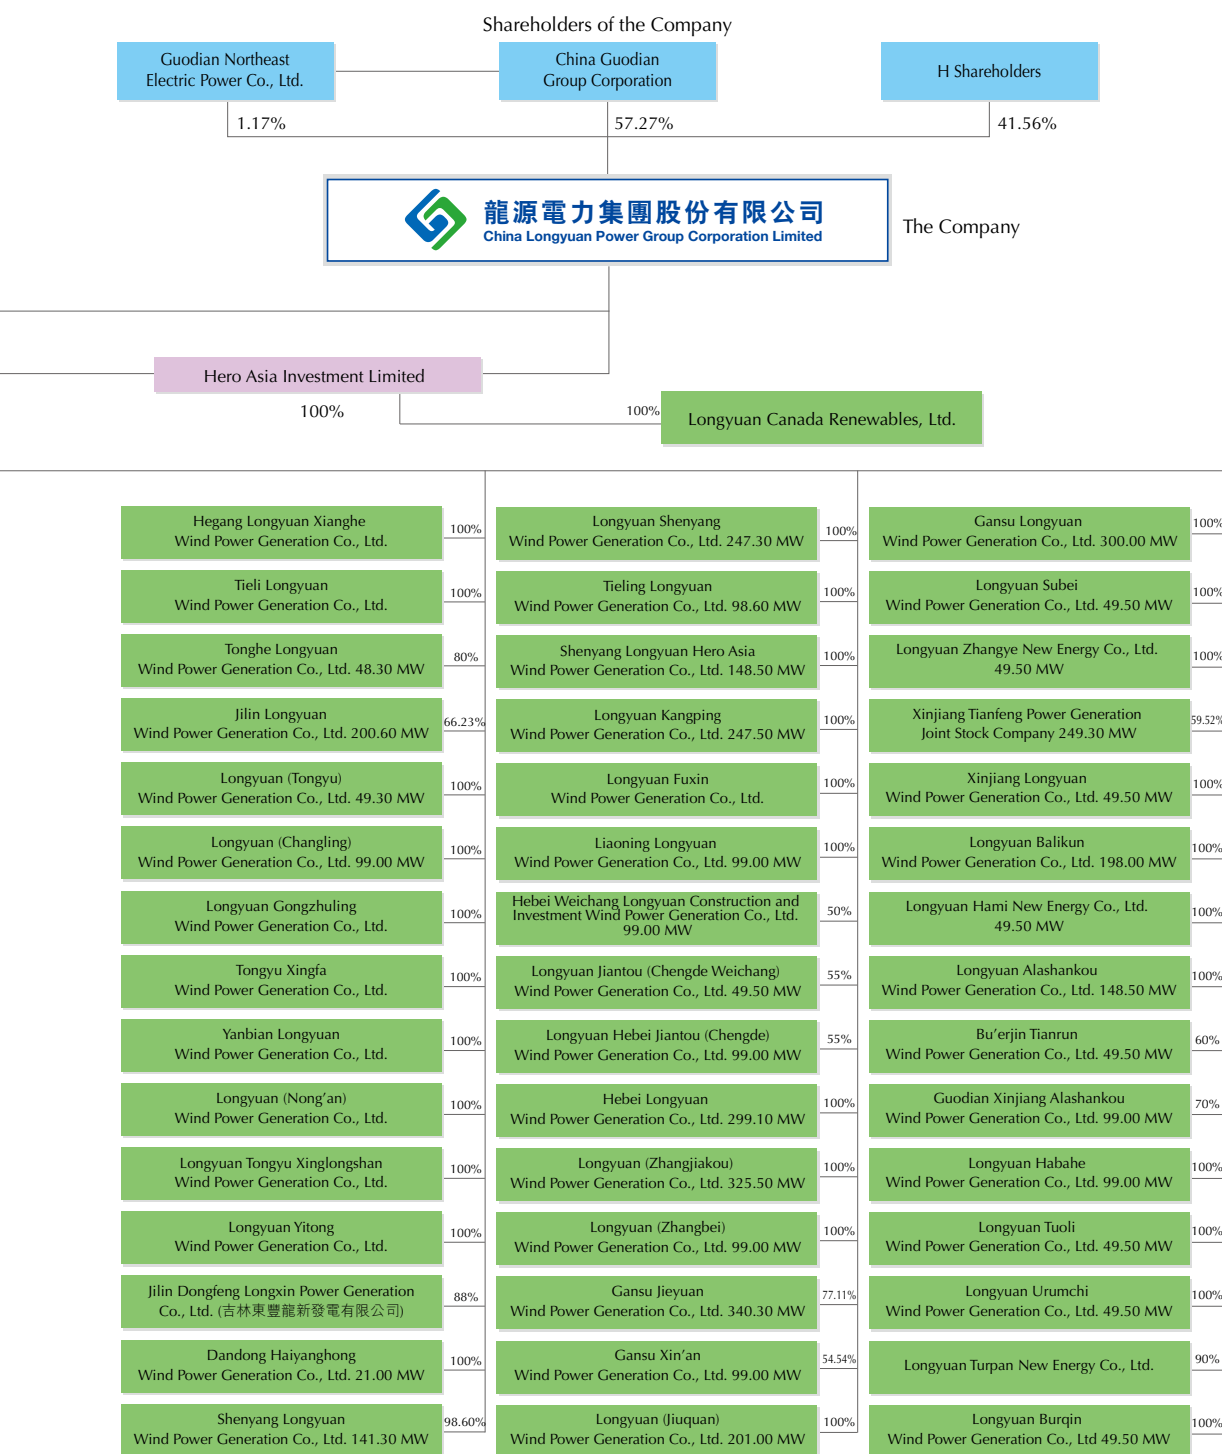 Shareholders of the Company
Guodian Northeast
Electric Power Co., Ltd.
China Guodian
Group Corporation
H Shareholders
1.17%
57.27%
41.56%
龍源電力集團股份有限公司
China Longyuan Power Group Corporation Limited
The Company
Hero Asia Investment Limited
100%
100%
Longyuan Canada Renewables, Ltd.
Hegang Longyuan Xianghe
Wind Power Generation Co., Ltd.
100%
Tieli Longyuan
Wind Power Generation Co., Ltd.
100%
Tonghe Longyuan
Wind Power Generation Co., Ltd. 48.30 MW
80%
Jilin Longyuan
Wind Power Generation Co., Ltd. 200.60 MW
66.23%
Longyuan (Tongyu)
Wind Power Generation Co., Ltd. 49.30 MW
100%
Longyuan (Changling)
Wind Power Generation Co., Ltd. 99.00 MW
100%
Longyuan Gongzhuling
Wind Power Generation Co., Ltd.
100%
Tongyu Xingfa
Wind Power Generation Co., Ltd.
100%
Yanbian Longyuan
Wind Power Generation Co., Ltd.
100%
Longyuan (Nong’an)
Wind Power Generation Co., Ltd.
100%
Longyuan Tongyu Xinglongshan
Wind Power Generation Co., Ltd.
100%
Longyuan Yitong
Wind Power Generation Co., Ltd.
100%
Jilin Dongfeng Longxin Power Generation
Co., Ltd. (吉林東豐龍新發電有限公司)
88%
Dandong Haiyanghong
Wind Power Generation Co., Ltd. 21.00 MW
100%
Shenyang Longyuan
Wind Power Generation Co., Ltd. 141.30 MW
98.60%
Longyuan Shenyang
Wind Power Generation Co., Ltd. 247.30 MW
100%
Tieling Longyuan
Wind Power Generation Co., Ltd. 98.60 MW
100%
Shenyang Longyuan Hero Asia
Wind Power Generation Co., Ltd. 148.50 MW
100%
Longyuan Kangping
Wind Power Generation Co., Ltd. 247.50 MW
100%
Longyuan Fuxin
Wind Power Generation Co., Ltd.
100%
Liaoning Longyuan
Wind Power Generation Co., Ltd. 99.00 MW
100%
Hebei Weichang Longyuan Construction and
Investment Wind Power Generation Co., Ltd.
99.00 MW
50%
Longyuan Jiantou (Chengde Weichang)
Wind Power Generation Co., Ltd. 49.50 MW
55%
Longyuan Hebei Jiantou (Chengde)
Wind Power Generation Co., Ltd. 99.00 MW
55%
Hebei Longyuan
Wind Power Generation Co., Ltd. 299.10 MW
100%
Longyuan (Zhangjiakou)
Wind Power Generation Co., Ltd. 325.50 MW
100%
Longyuan (Zhangbei)
Wind Power Generation Co., Ltd. 99.00 MW
100%
Gansu Jieyuan
Wind Power Generation Co., Ltd. 340.30 MW
77.11%
Gansu Xin’an
Wind Power Generation Co., Ltd. 99.00 MW
54.54%
Longyuan (Jiuquan)
Wind Power Generation Co., Ltd. 201.00 MW
100%
Gansu Longyuan
Wind Power Generation Co., Ltd. 300.00 MW
100%
Longyuan Subei
Wind Power Generation Co., Ltd. 49.50 MW
100%
Longyuan Zhangye New Energy Co., Ltd.
49.50 MW
100%
Xinjiang Tianfeng Power Generation
Joint Stock Company 249.30 MW
59.52%
Xinjiang Longyuan
Wind Power Generation Co., Ltd. 49.50 MW
100%
Longyuan Balikun
Wind Power Generation Co., Ltd. 198.00 MW
100%
Longyuan Hami New Energy Co., Ltd.
49.50 MW
100%
Longyuan Alashankou
Wind Power Generation Co., Ltd. 148.50 MW
100%
Bu’erjin Tianrun
Wind Power Generation Co., Ltd. 49.50 MW
60%
Guodian Xinjiang Alashankou
Wind Power Generation Co., Ltd. 99.00 MW
70%
Longyuan Habahe
Wind Power Generation Co., Ltd. 99.00 MW
100%
Longyuan Tuoli
Wind Power Generation Co., Ltd. 49.50 MW
100%
Longyuan Urumchi
Wind Power Generation Co., Ltd. 49.50 MW
100%
Longyuan Turpan New Energy Co., Ltd.
90%
Longyuan Burqin
Wind Power Generation Co., Ltd 49.50 MW
100%